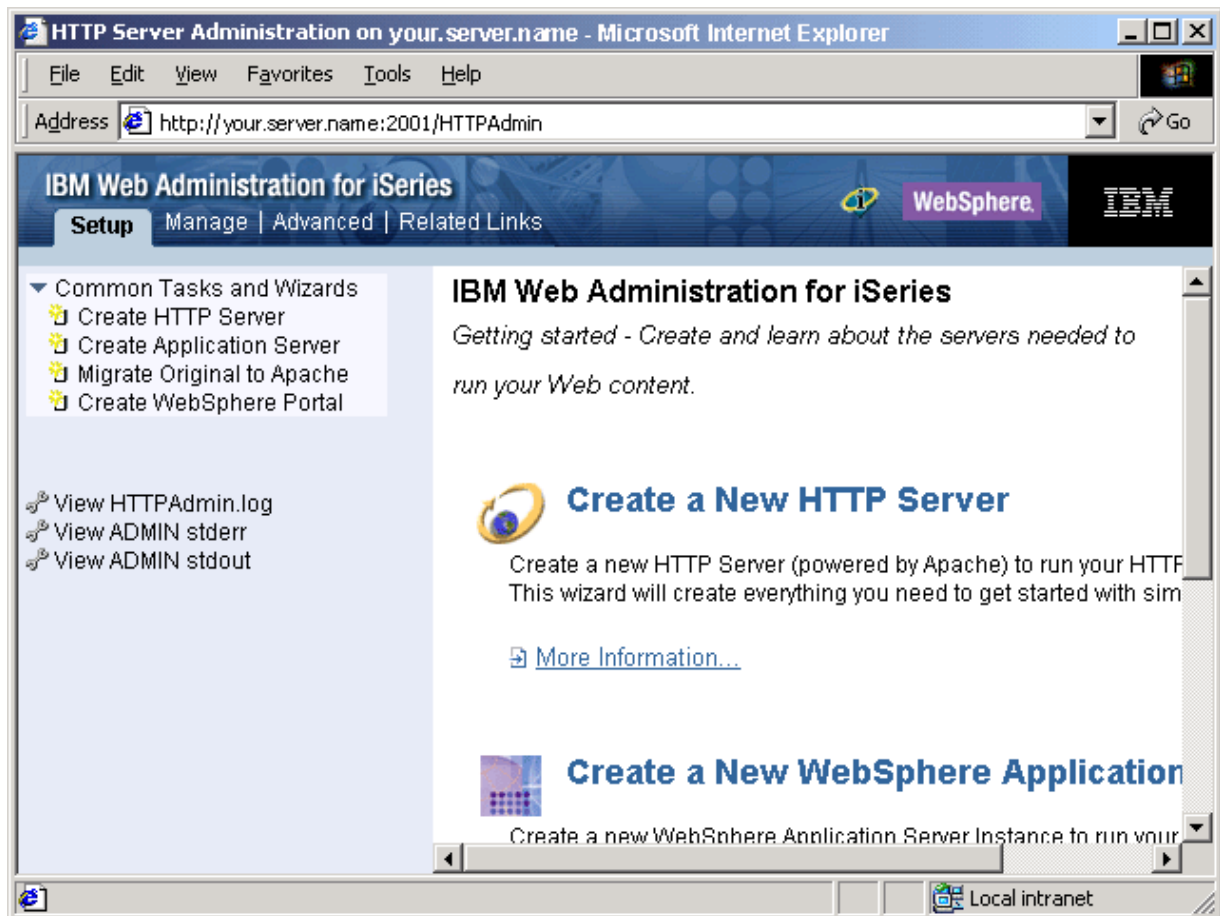 HTTP Server Administration on your.server.name - Microsoft Internet Explorer
File Edit View Favorites Tools Help
Address http://your.server.name:2001/HTTPAdmin Go
IBM Web Administration for iSeries
WebSphere.
IBM
Setup Manage | Advanced | Related Links
Common Tasks and Wizards
Create HTTP Server
Create Application Server
Migrate Original to Apache
Create WebSphere Portal
View HTTPAdmin.log
View ADMIN stderr
View ADMIN stdout
IBM Web Administration for iSeries
Getting started - Create and learn about the servers needed to
run your Web content.
Create a New HTTP Server
Create a new HTTP Server (powered by Apache) to run your HTTP
This wizard will create everything you need to get started with sim
More Information...
Create a New WebSphere Application
Create a new WebSphere Application Server Instance to run your
Local intranet